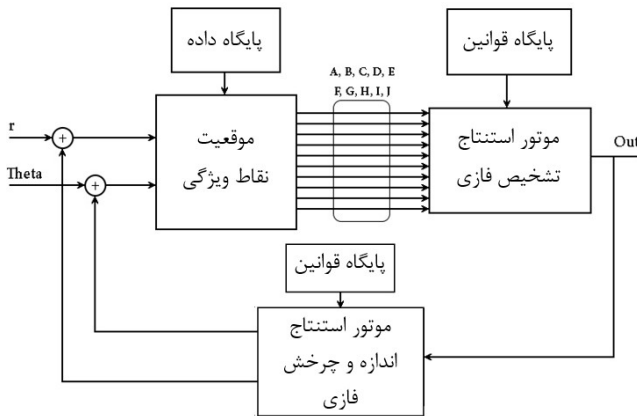 پایگاه داده
پایگاه قوانین
A, B, C, D, E
F, G, H, I, J
r
Theta
موقعیت
نقاط ویژگی
موتور استنتاج
تشخیص فازی
Out
پایگاه قوانین
موتور استنتاج
اندازه و چرخش
فازی